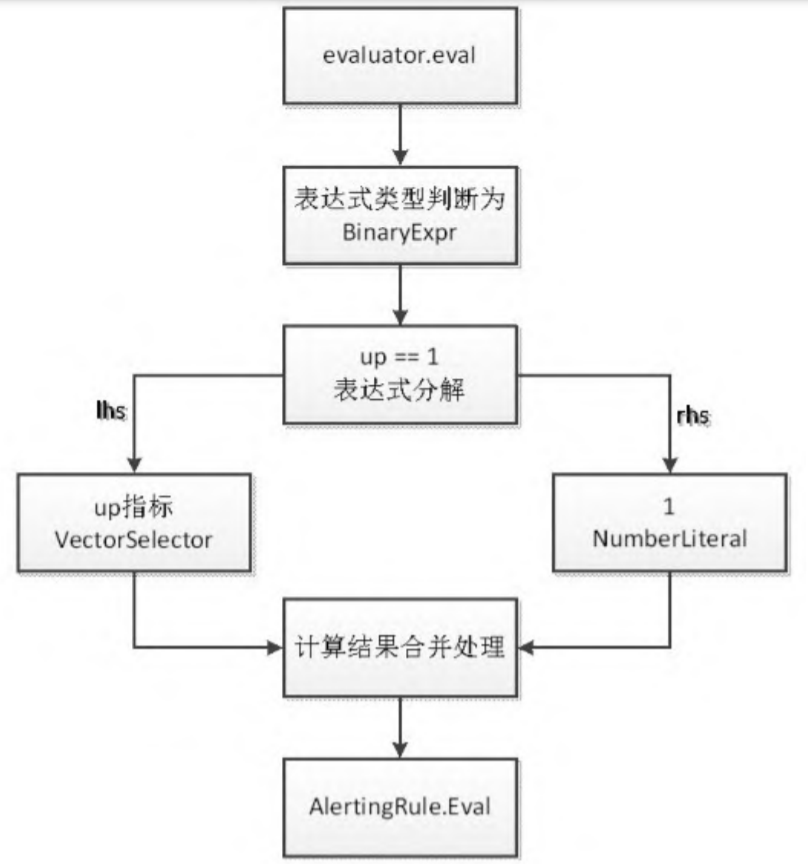 evaluator.eval
表达式类型判断为
BinaryExpr
up == 1
表达式分解
lhs
rhs
up指标
VectorSelector
1
NumberLiteral
计算结果合并处理
AlertingRule.Eval